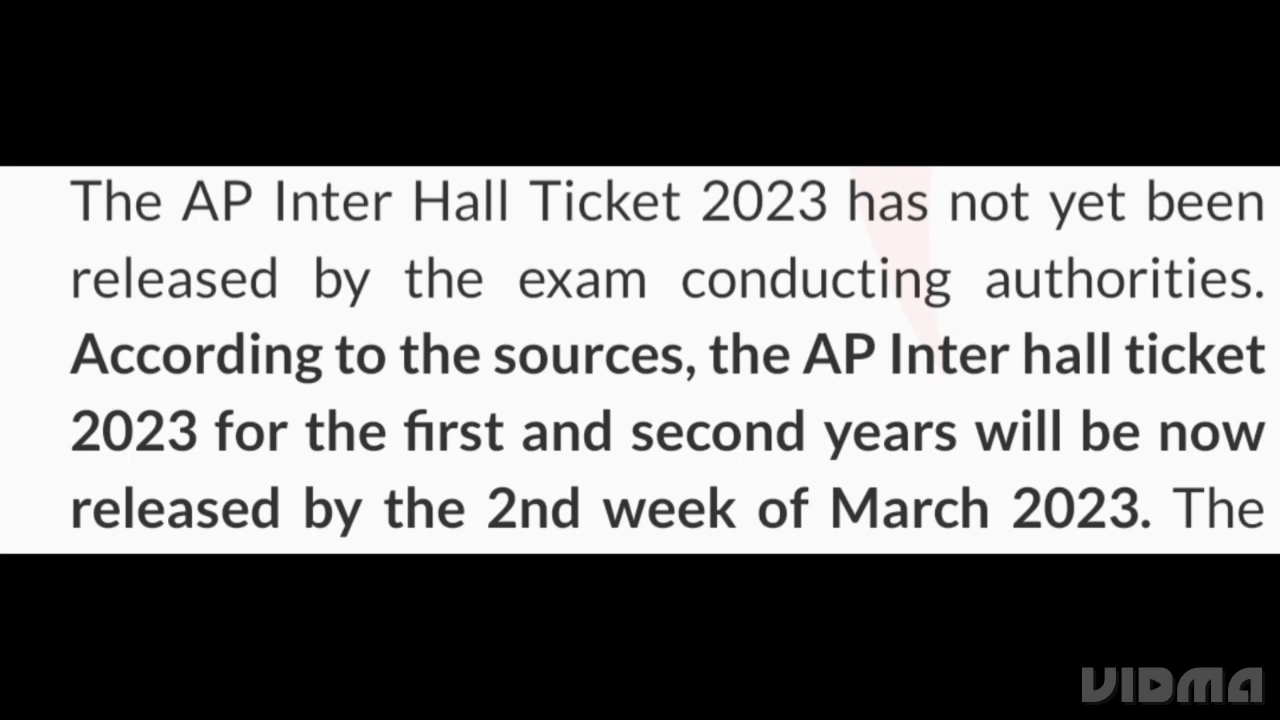 The AP Inter Hall Ticket 2023 has not yet been
released by the exam conducting authorities.
According to the sources, the AP Inter hall ticket
2023 for the first and second years will be now
released by the 2nd week of March 2023. The
VIDMA